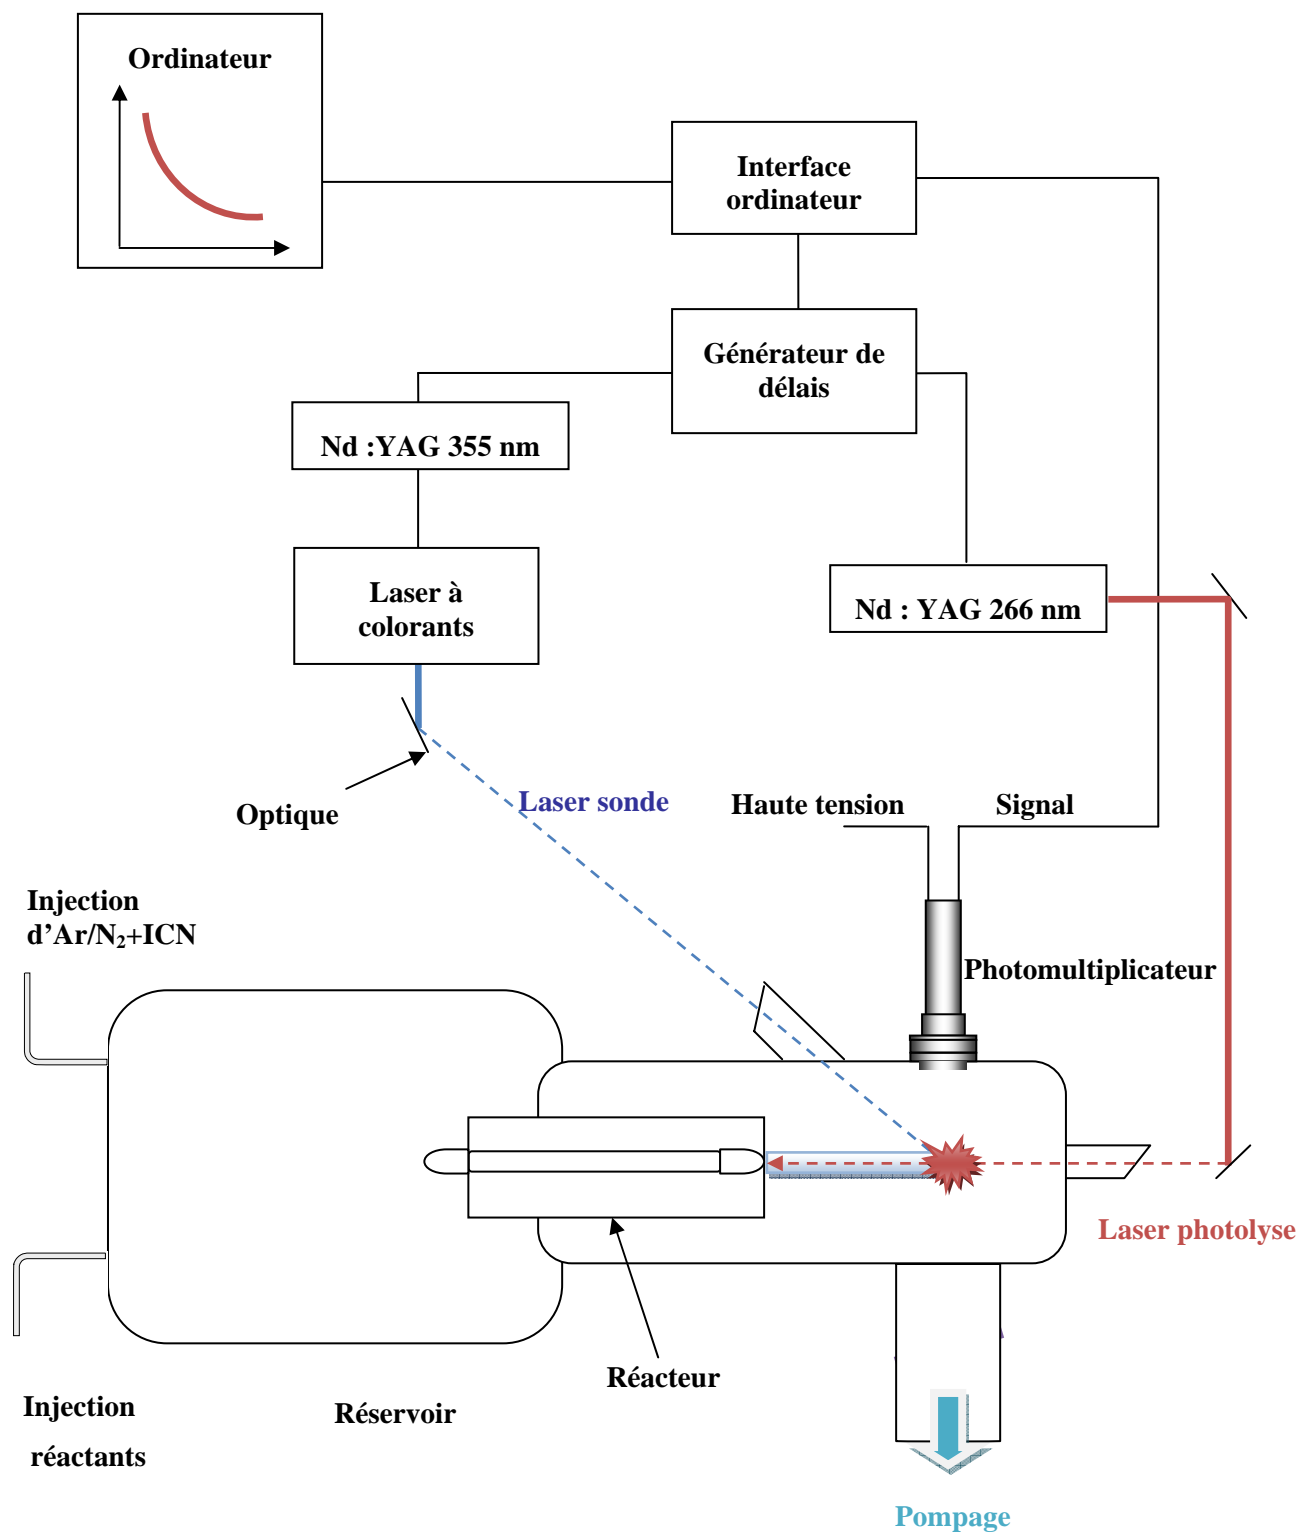 Ordinateur
Interface
ordinateur
Générateur de
délais
Nd :YAG 355 nm
Laser à
colorants
Nd : YAG 266 nm
Optique
Laser sonde
Haute tension
Signal
Injection
d’Ar/N₂+ICN
Photomultiplicateur
Laser photolyse
Réacteur
Injection
réactants
Réservoir
Pompage